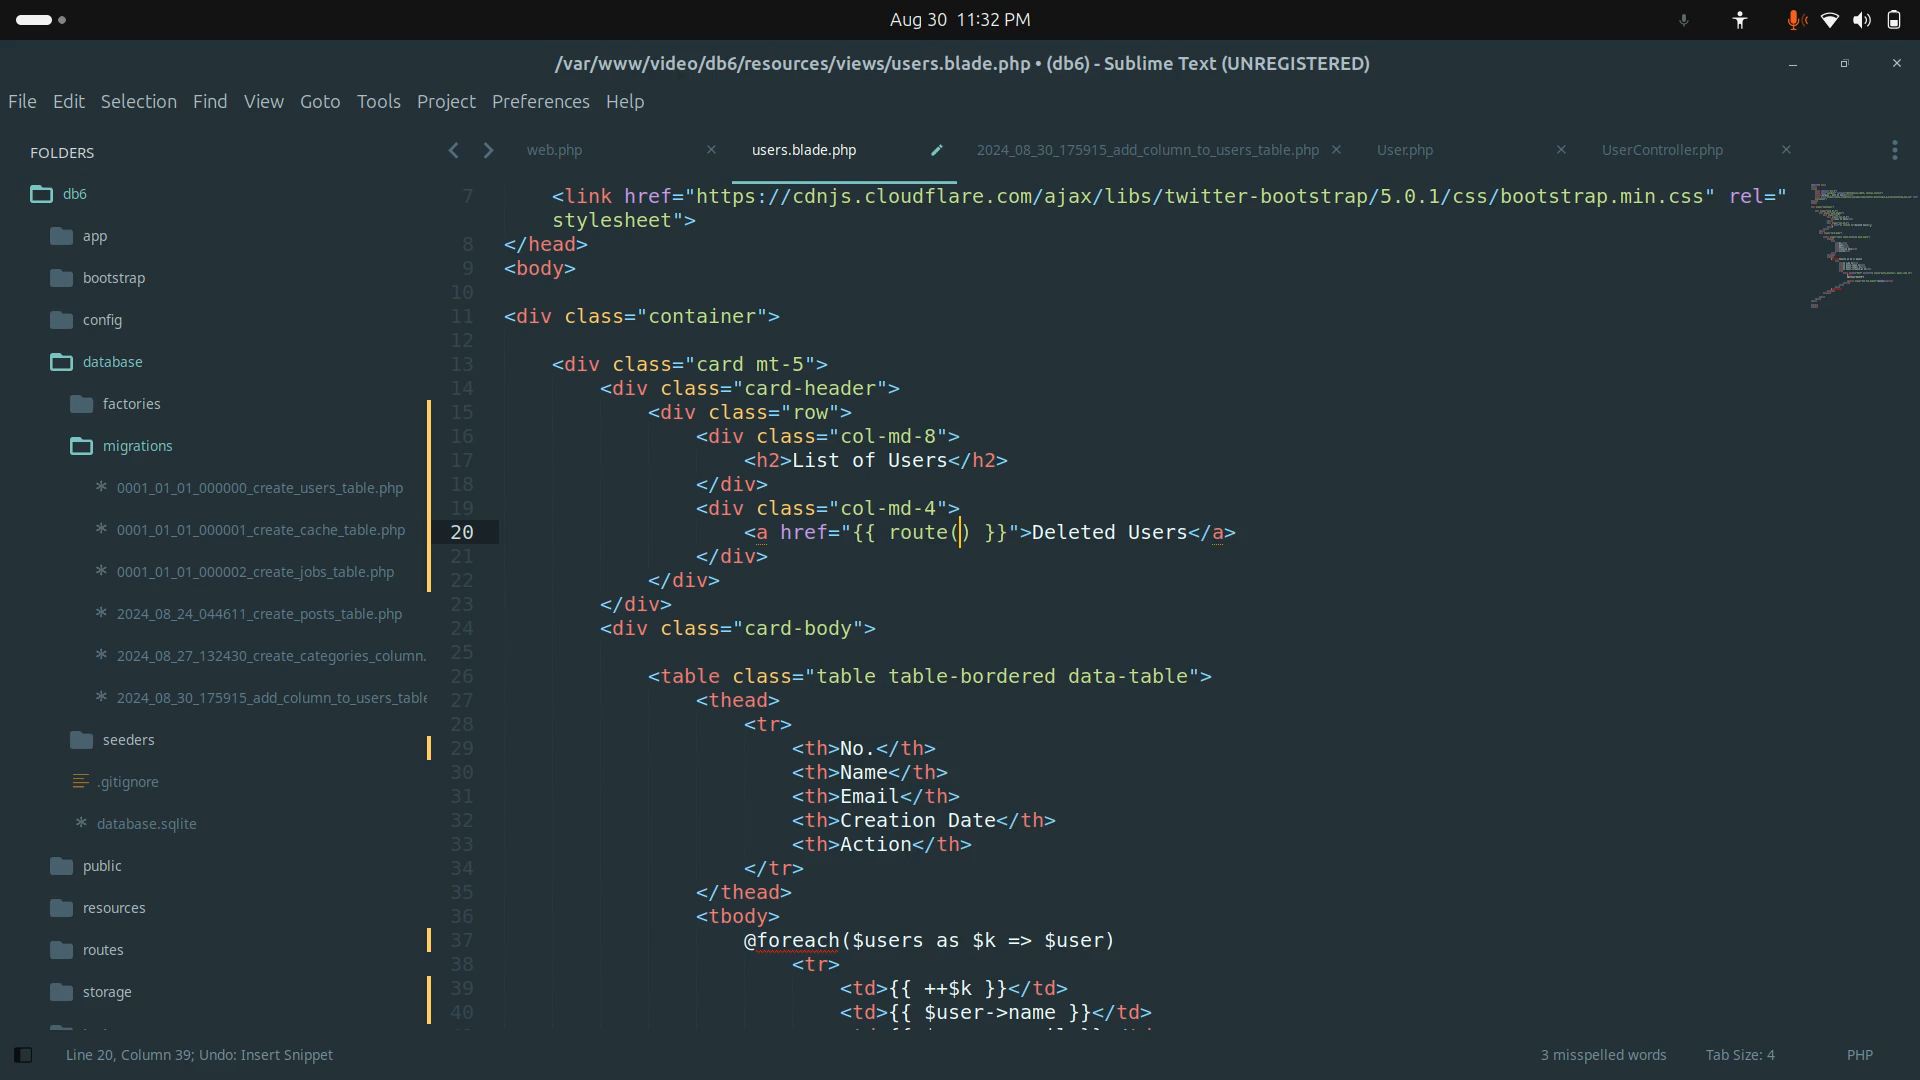 Aug 30 11:32 PM
/var/www/video/db6/resources/views/users.blade.php • (db6) - Sublime Text (UNREGISTERED)
File Edit Selection Find View Goto Tools Project Preferences Help
FOLDERS
db6
app
bootstrap
config
database
factories
migrations
0001_01_01_000000_create_users_table.php
0001_01_01_000001_create_cache_table.php
0001_01_01_000002_create_jobs_table.php
2024_08_24_044611_create_posts_table.php
2024_08_27_132430_create_categories_column.
2024_08_30_175915_add_column_to_users_table
seeders
.gitignore
database.sqlite
public
resources
routes
storage
web.php users.blade.php 2024_08_30_175915_add_column_to_users_table.php User.php UserController.php
7 <link href="https://cdnjs.cloudflare.com/ajax/libs/twitter-bootstrap/5.0.1/css/bootstrap.min.css" rel="
stylesheet">
8 </head>
9 <body>
10
11 <div class="container">
12
13 <div class="card mt-5">
14 <div class="card-header">
15 <div class="row">
16 <div class="col-md-8">
17 <h2>List of Users</h2>
18 </div>
19 <div class="col-md-4">
20 <a href="{{ route() }}">Deleted Users</a>
21 </div>
22 </div>
23 </div>
24 <div class="card-body">
25
26 <table class="table table-bordered data-table">
27 <thead>
28 <tr>
29 <th>No.</th>
30 <th>Name</th>
31 <th>Email</th>
32 <th>Creation Date</th>
33 <th>Action</th>
34 </tr>
35 </thead>
36 <tbody>
37 @foreach($users as $k => $user)
38 <tr>
39 <td>{{ ++$k }}</td>
40 <td>{{ $user->name }}</td>
Line 20, Column 39; Undo: Insert Snippet
3 misspelled words Tab Size: 4 PHP